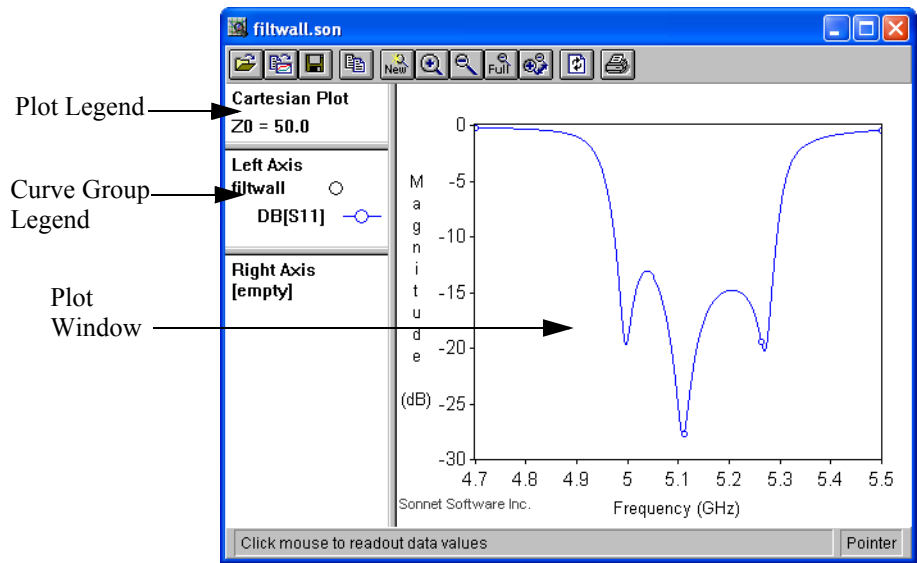 filtwall.son
New
Full
Plot Legend
Cartesian Plot
Z0 = 50.0
Curve Group
Legend
Left Axis
filtwall
DB[S11]
Right Axis
[empty]
Plot
Window
Magnitude
(dB)
0
-5
-10
-15
-20
-25
-30
4.7 4.8 4.9 5 5.1 5.2 5.3 5.4 5.5
Sonnet Software Inc.
Frequency (GHz)
Click mouse to readout data values
Pointer